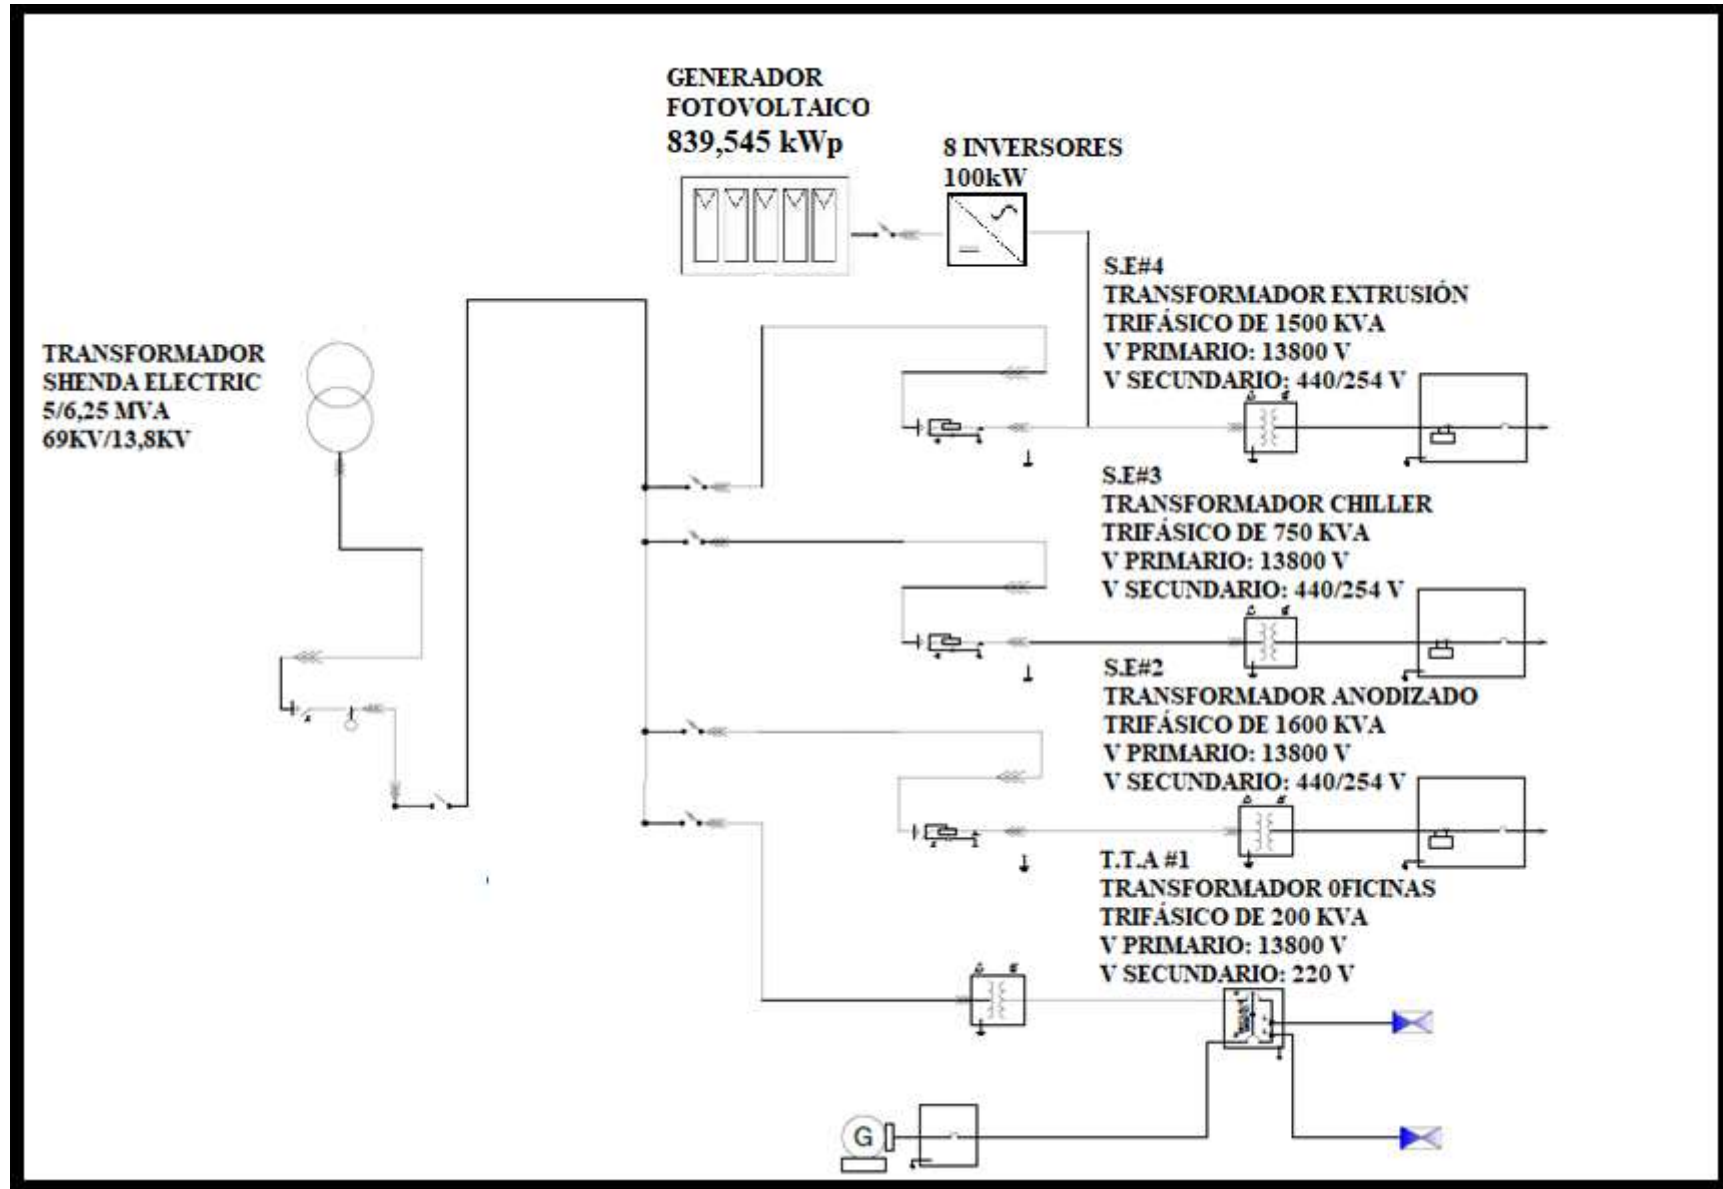 GENERADOR
FOTOVOLTAICO
839,545 kWp
8 INVERSORES
100kW
TRANSFORMADOR
SHENDA ELECTRIC
5/6,25 MVA
69KV/13,8KV
S.E#4
TRANSFORMADOR EXTRUSIÓN
TRIFÁSICO DE 1500 KVA
V PRIMARIO: 13800 V
V SECUNDARIO: 440/254 V
S.E#3
TRANSFORMADOR CHILLER
TRIFÁSICO DE 750 KVA
V PRIMARIO: 13800 V
V SECUNDARIO: 440/254 V
S.E#2
TRANSFORMADOR ANODIZADO
TRIFÁSICO DE 1600 KVA
V PRIMARIO: 13800 V
V SECUNDARIO: 440/254 V
T.T.A #1
TRANSFORMADOR 0FICINAS
TRIFÁSICO DE 200 KVA
V PRIMARIO: 13800 V
V SECUNDARIO: 220 V
G